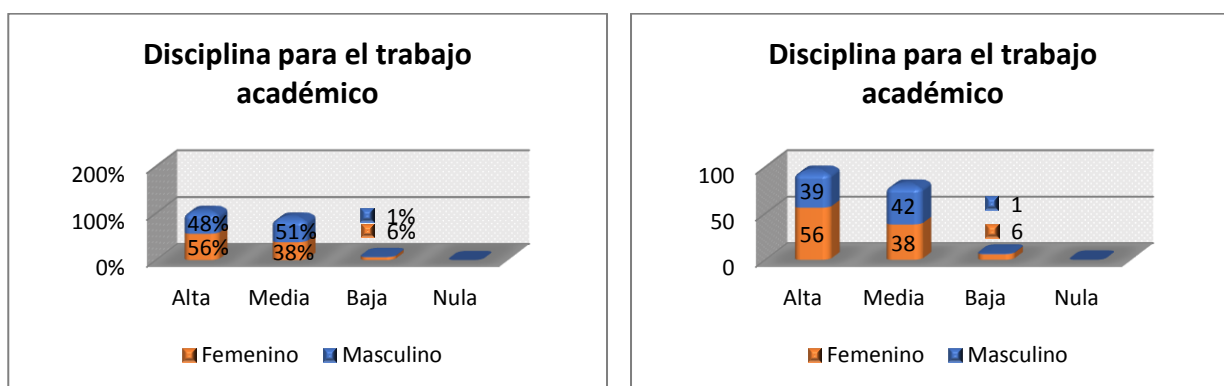 Disciplina para el trabajo
académico
200%
100%
0%
48%
56%
51%
38%
1%
6%
Alta Media Baja Nula
Femenino Masculino
Disciplina para el trabajo
académico
100
50
0
39
56
42
38
1
6
Alta Media Baja Nula
Femenino Masculino